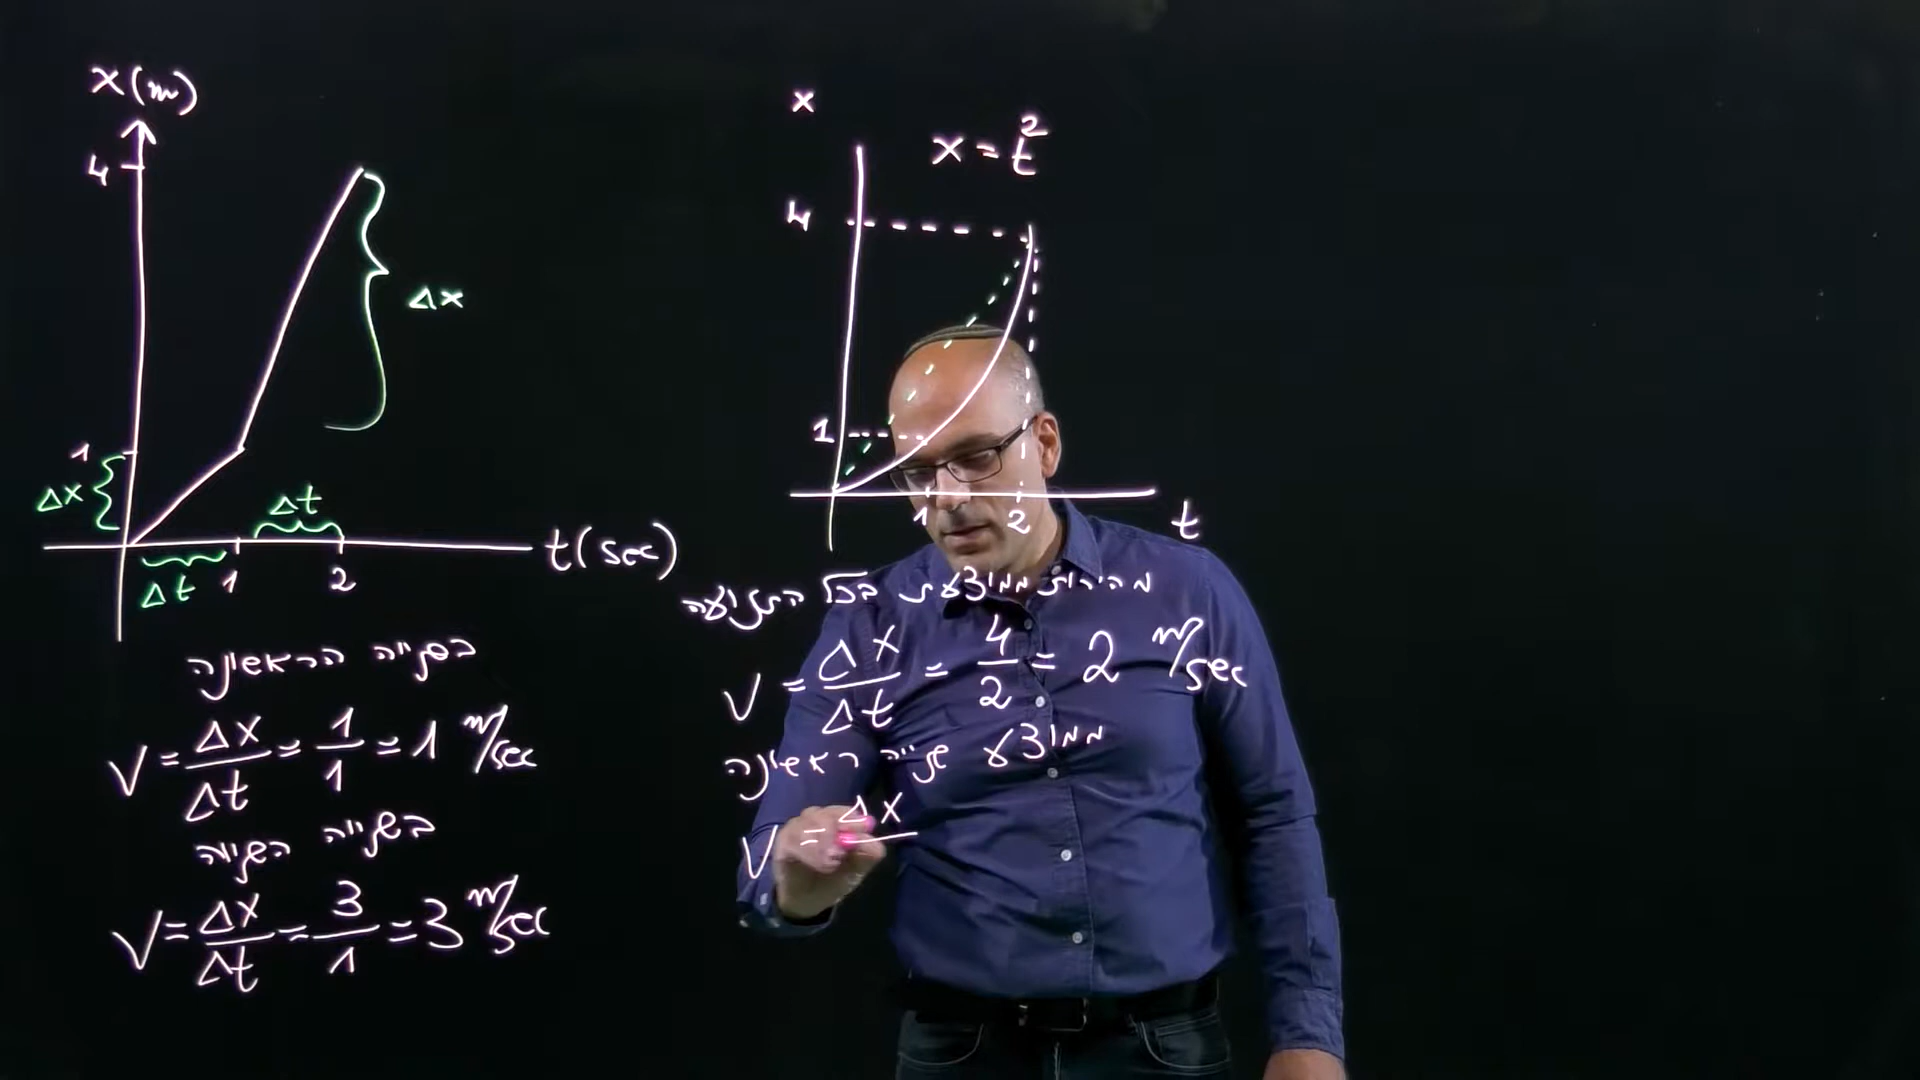 x(m)
4
Δx
1
Δx
Δt
t(sec)
Δt 1 2
בשנייה הראשונה
V = Δx/Δt = 1/1 = 1 m/sec
בשנייה השנייה
V = Δx/Δt = 3/1 = 3 m/sec
x
x = t²
4
1
1 2 t
מהירות ממוצעת בכל התנועה
V = Δx/Δt = 4/2 = 2 m/sec
ממוצע שנייה ראשונה
V = Δx